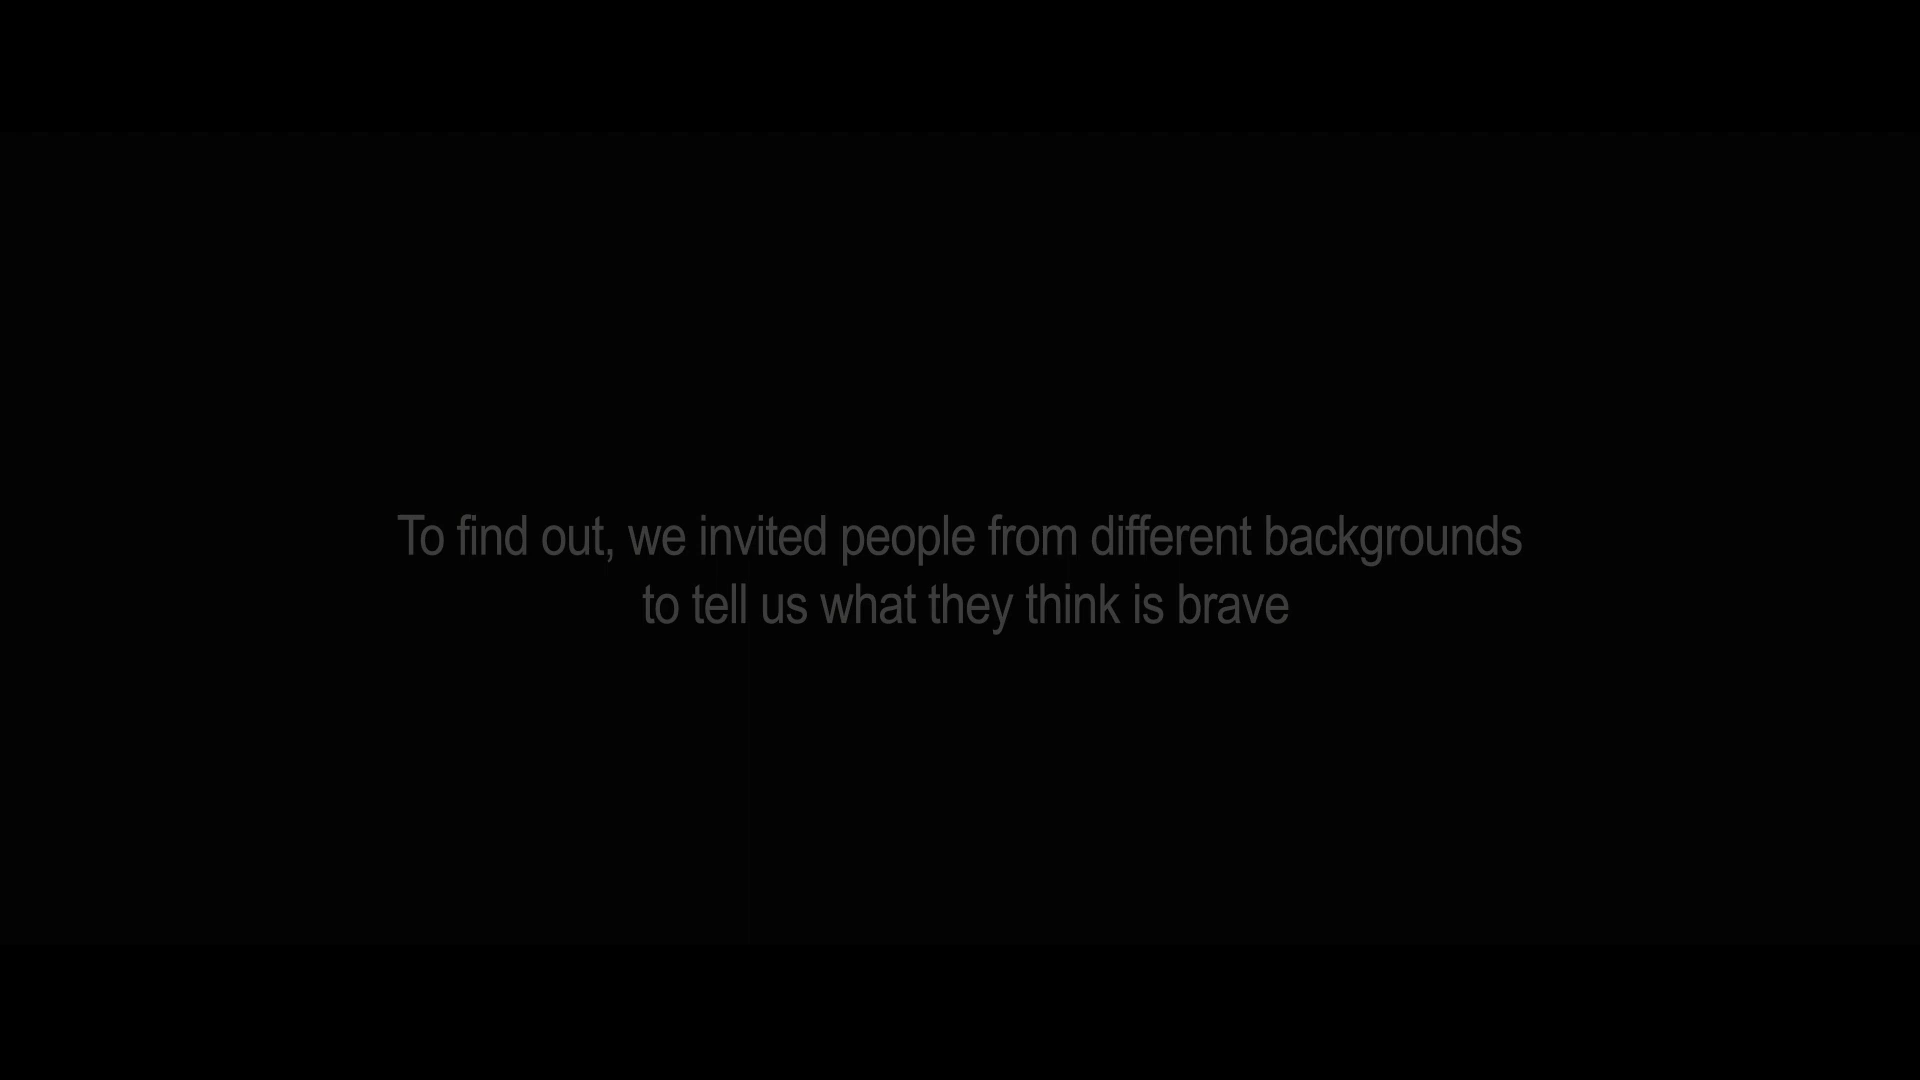 To find out, we invited people from different backgrounds
to tell us what they think is brave